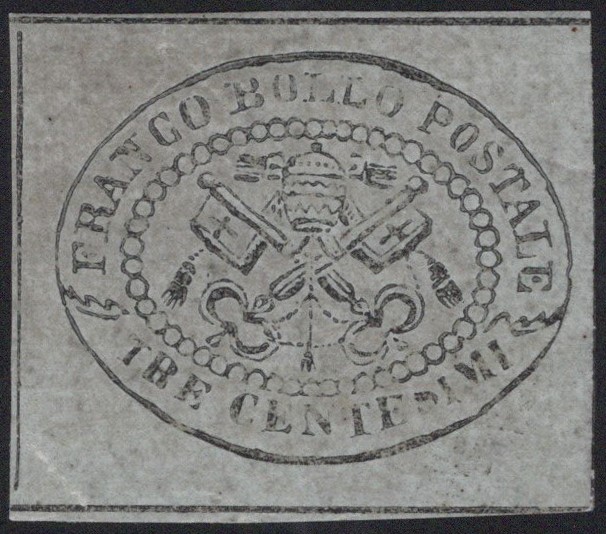 FRANCO BOLLO POSTALE
TRE CENTESIMI